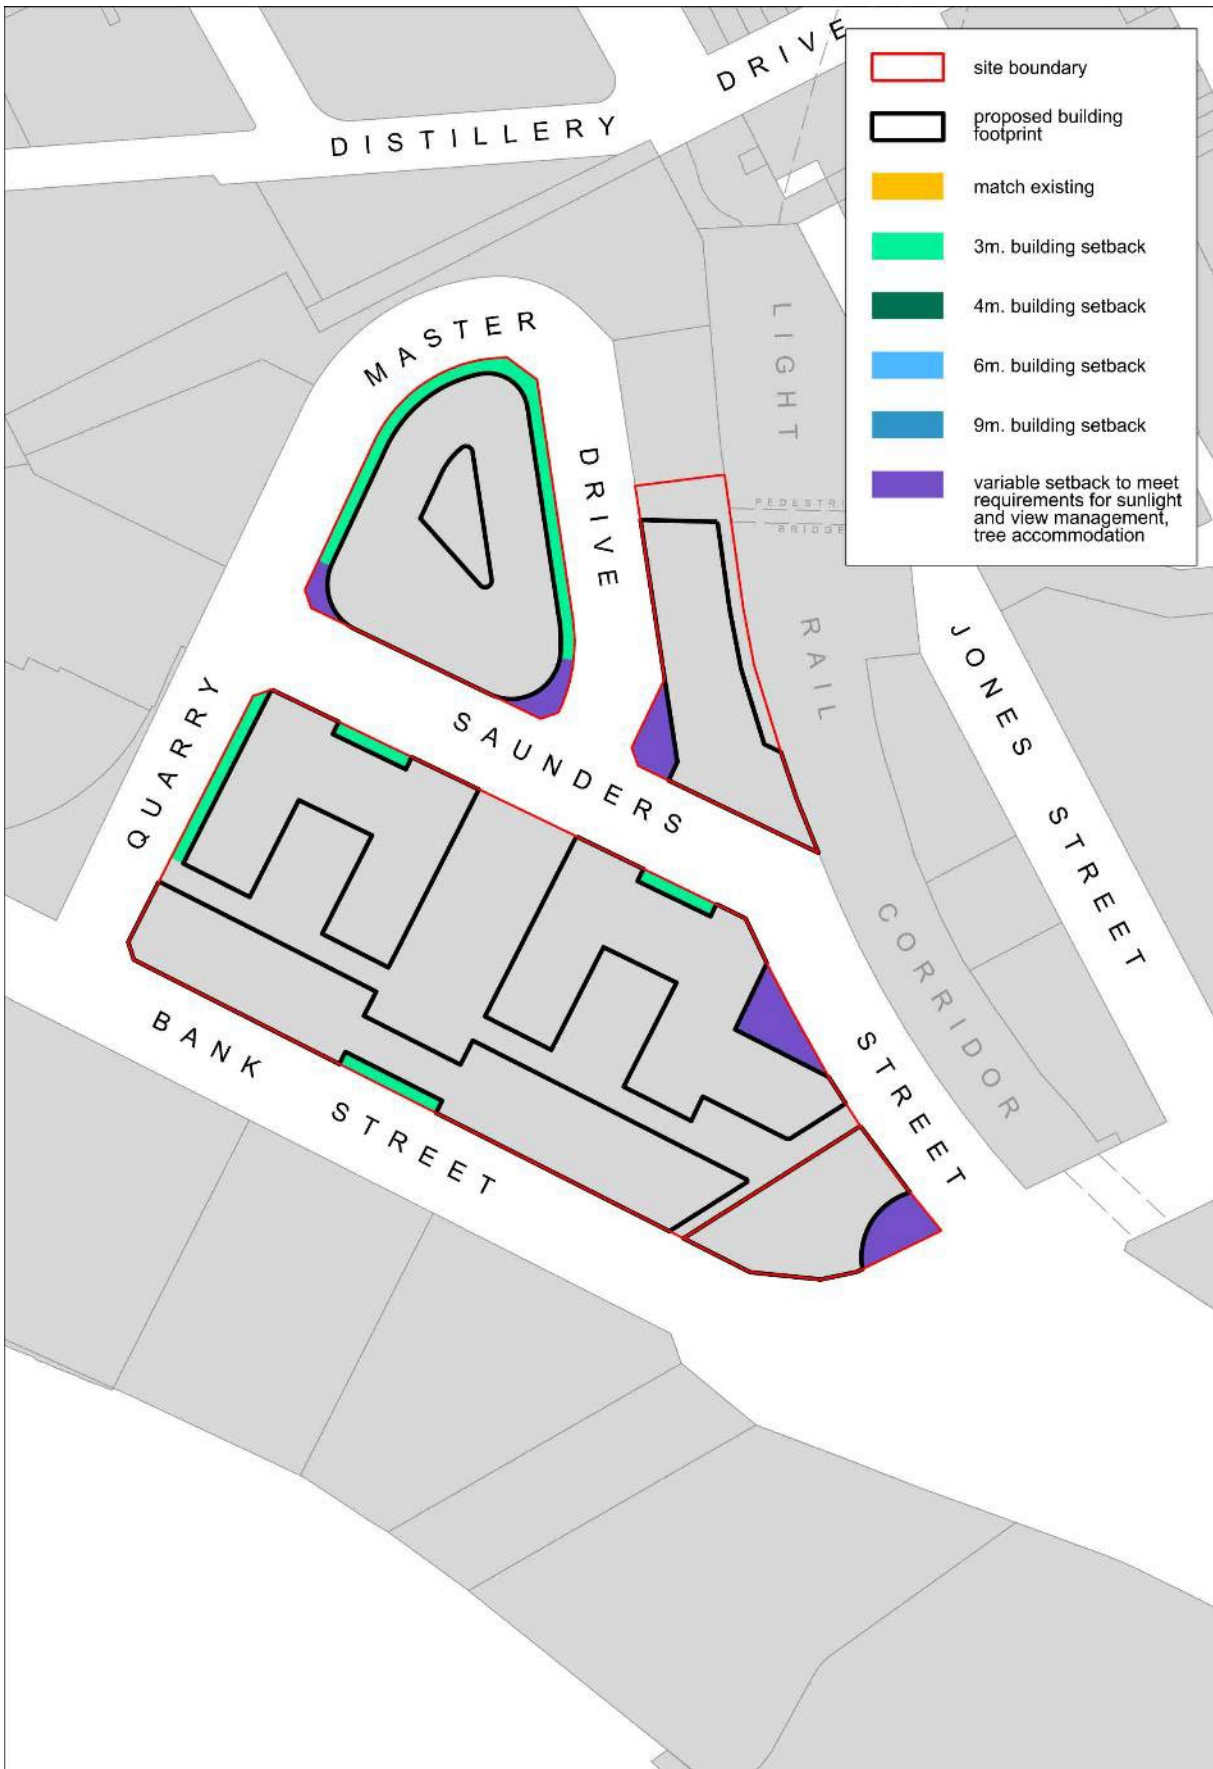 DRIVE
DISTILLERY
site boundary
proposed building
footprint
match existing
3m. building setback
4m. building setback
6m. building setback
9m. building setback
variable setback to meet
requirements for sunlight
and view management,
tree accommodation
MASTER
DRIVE
LIGHT
PEDESTRI
BRIDGE
RAIL
JONES
STREET
QUARRY
SAUNDERS
STREET
CORRIDOR
BANK
STREET